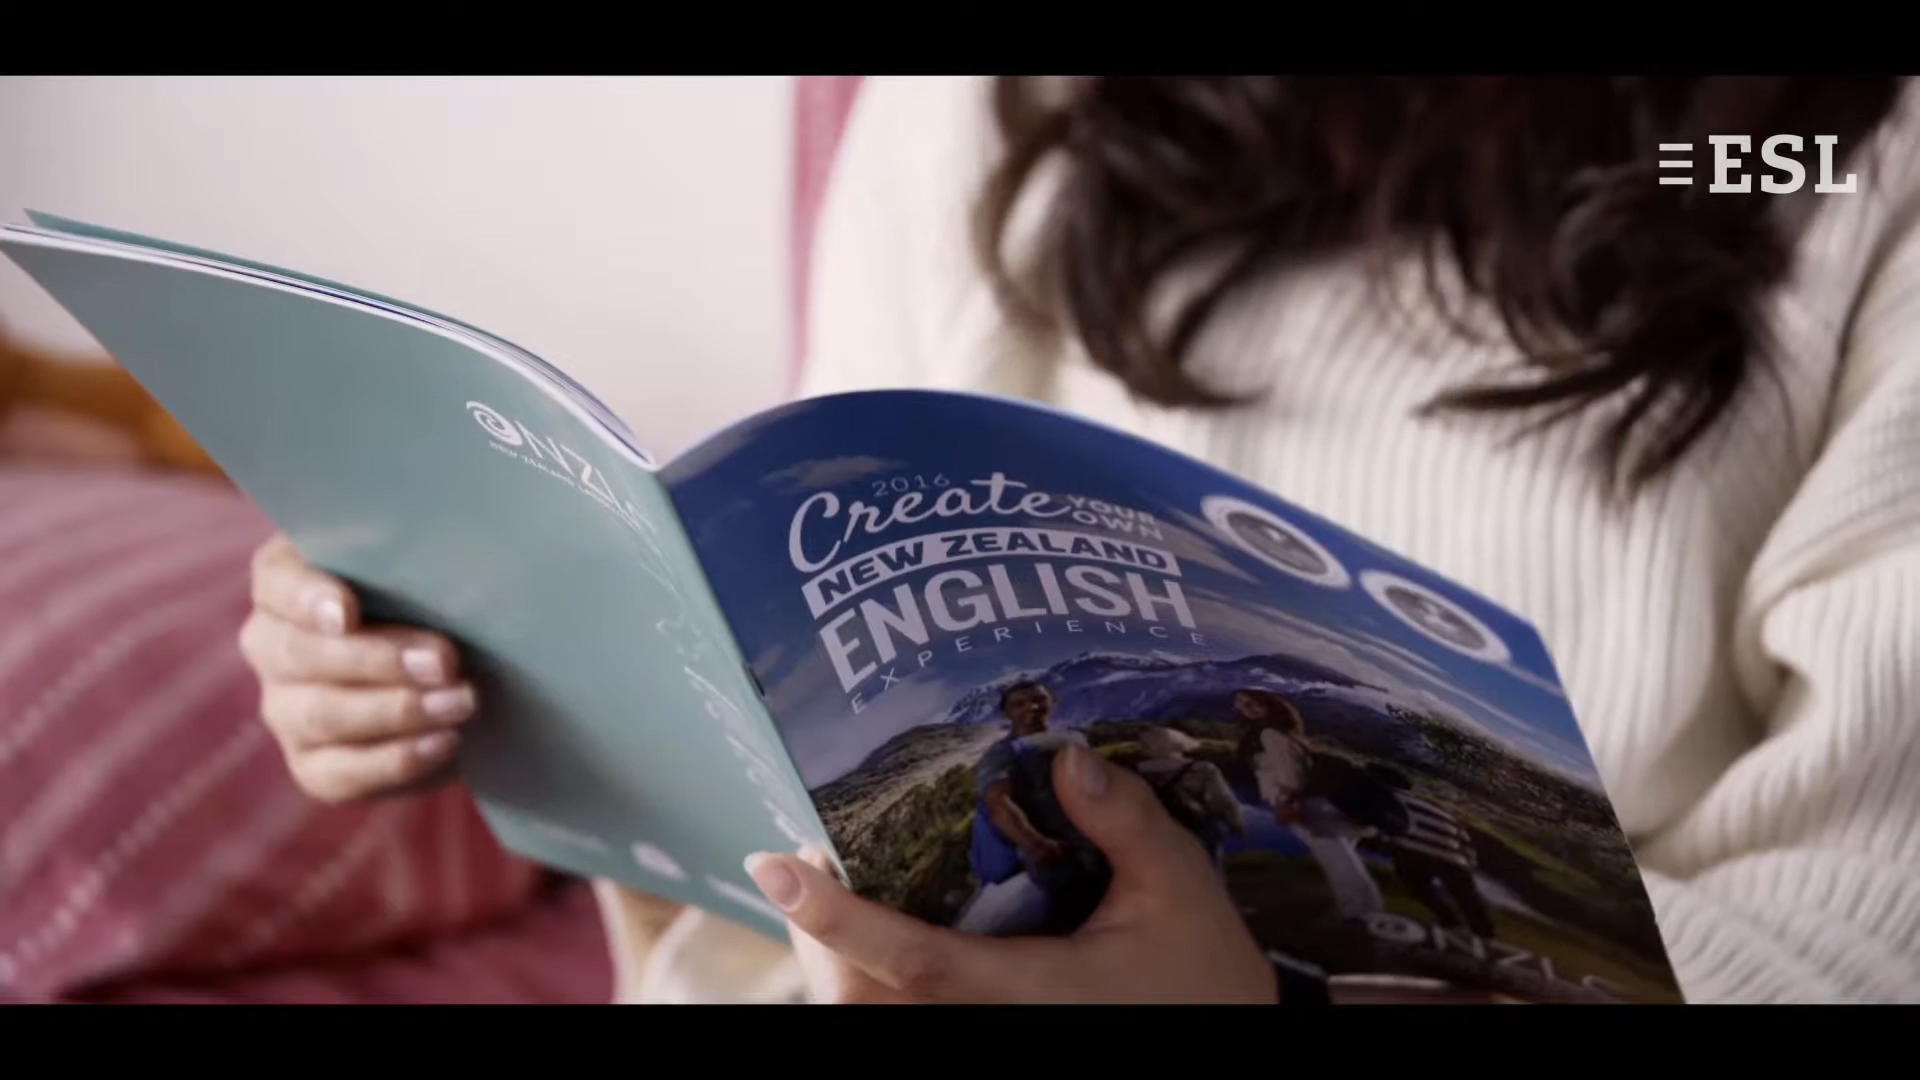 ESL
NZLC
2016
Create YOUR OWN
NEW ZEALAND
ENGLISH
EXPERIENCE
NZLC